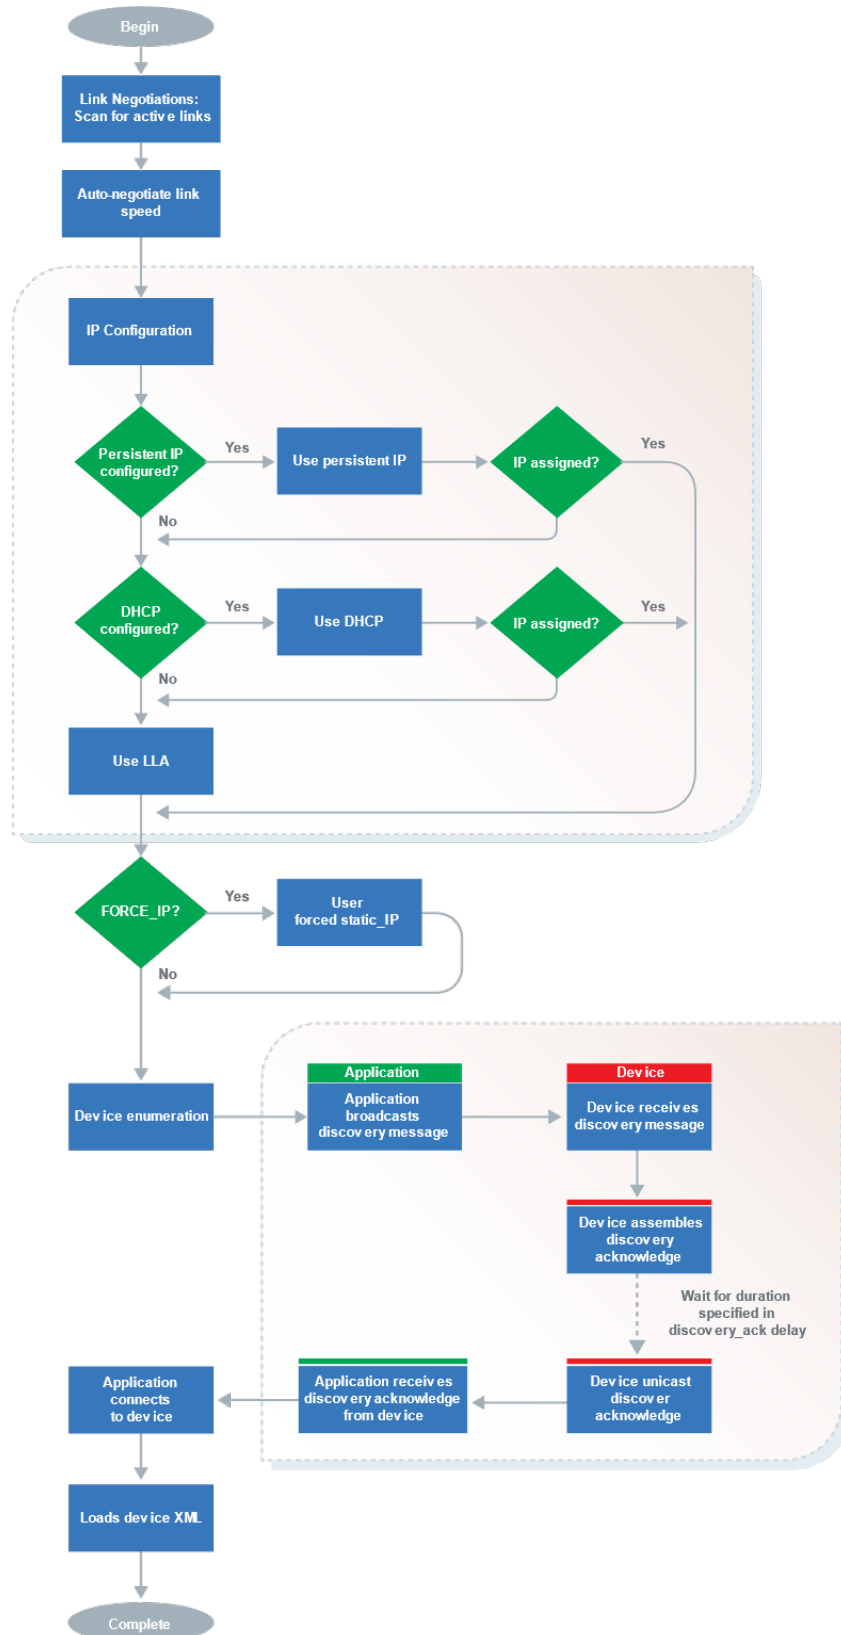 Begin
Link Negotiations:
Scan for active links
Auto-negotiate link
speed
IP Configuration
Persistent IP
configured?
Yes
Use persistent IP
IP assigned?
Yes
No
DHCP
configured?
Yes
Use DHCP
IP assigned?
Yes
No
Use LLA
FORCE_IP?
Yes
User
forced static_IP
No
Device enumeration
Application
Application
broadcasts
discovery message
Device
Device receives
discovery message
Device assembles
discovery
acknowledge
Wait for duration
specified in
discovery_ack delay
Device unicast
discover
acknowledge
Application receives
discovery acknowledge
from device
Application
connects
to device
Loads device XML
Complete